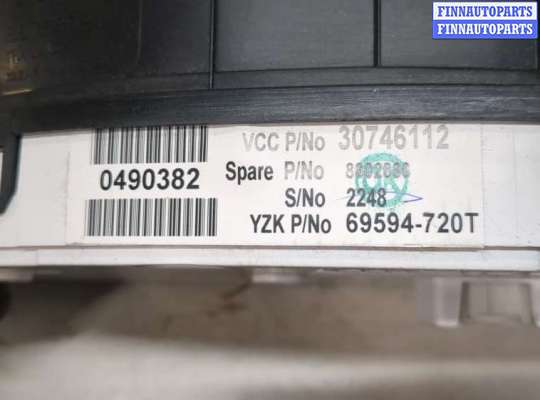 FINNAUTOPARTS
FINNAUTOPARTS
VCC P/No 30746112
0490382
Spare P/No
S/No 2248
YZK P/No 69594-720T